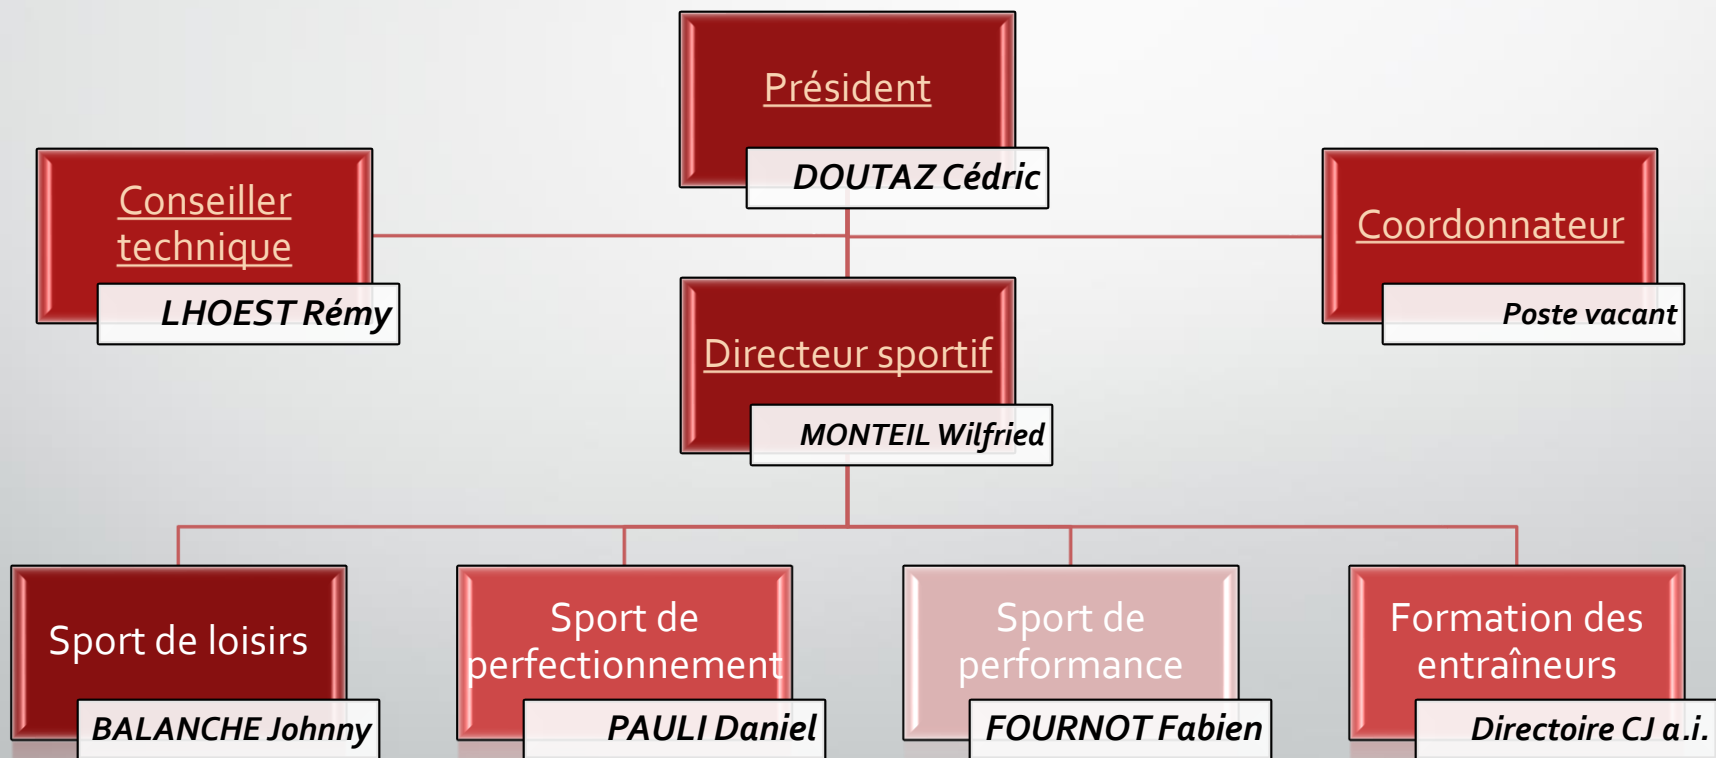 Président
DOUTAZ Cédric
Conseiller
technique
LHOEST Rémy
Coordonnateur
Poste vacant
Directeur sportif
MONTEIL Wilfried
Sport de loisirs
BALANCHE Johnny
Sport de
perfectionnement
PAULI Daniel
Sport de
performance
FOURNOT Fabien
Formation des
entraîneurs
Directoire CJ a.i.